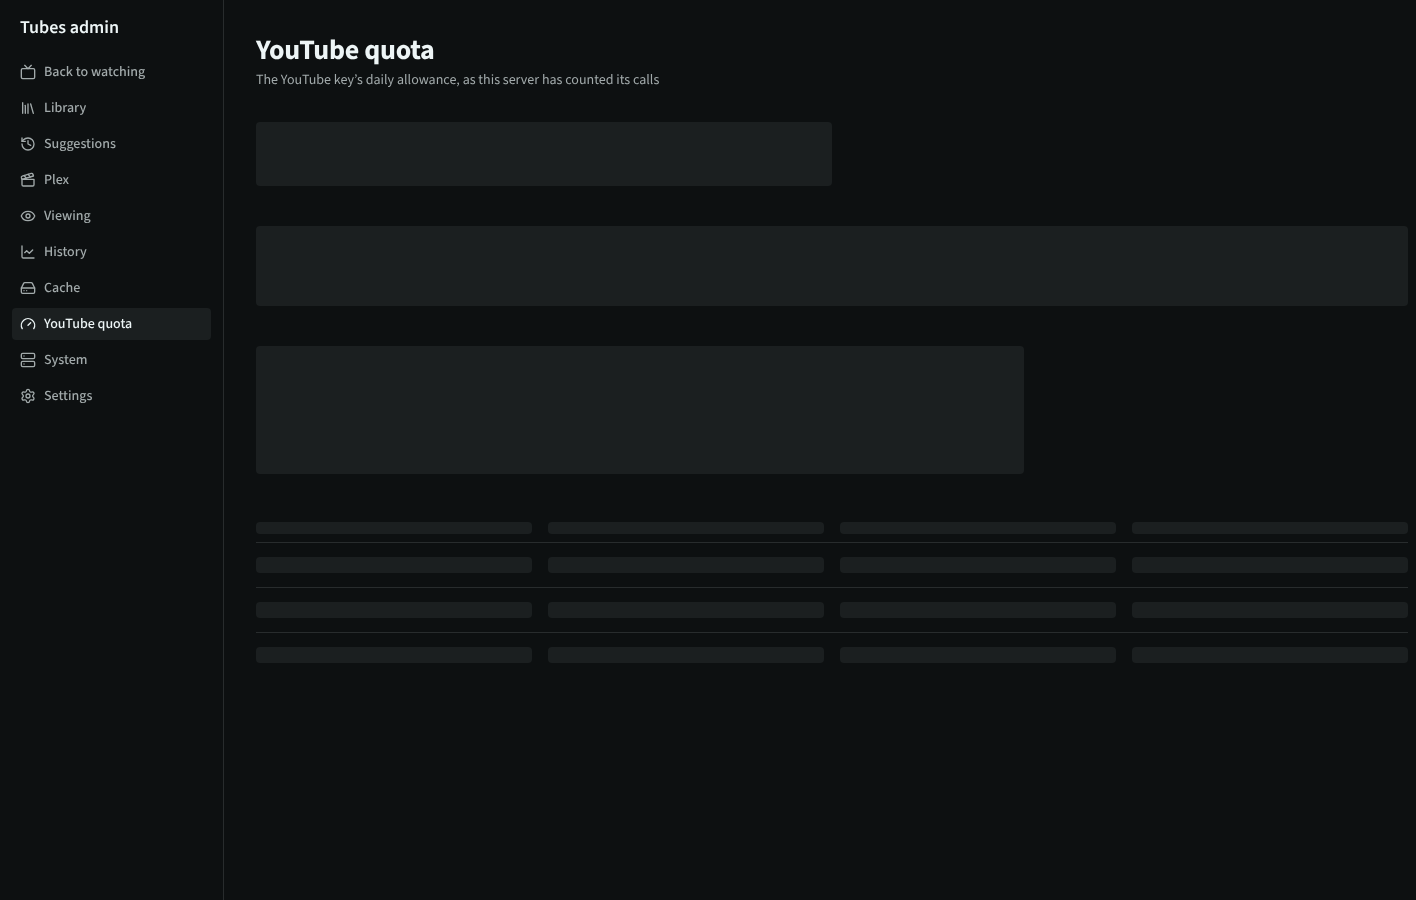 Tubes admin
Back to watching
Library
Suggestions
Plex
Viewing
History
Cache
YouTube quota
System
Settings
YouTube quota
The YouTube key’s daily allowance, as this server has counted its calls